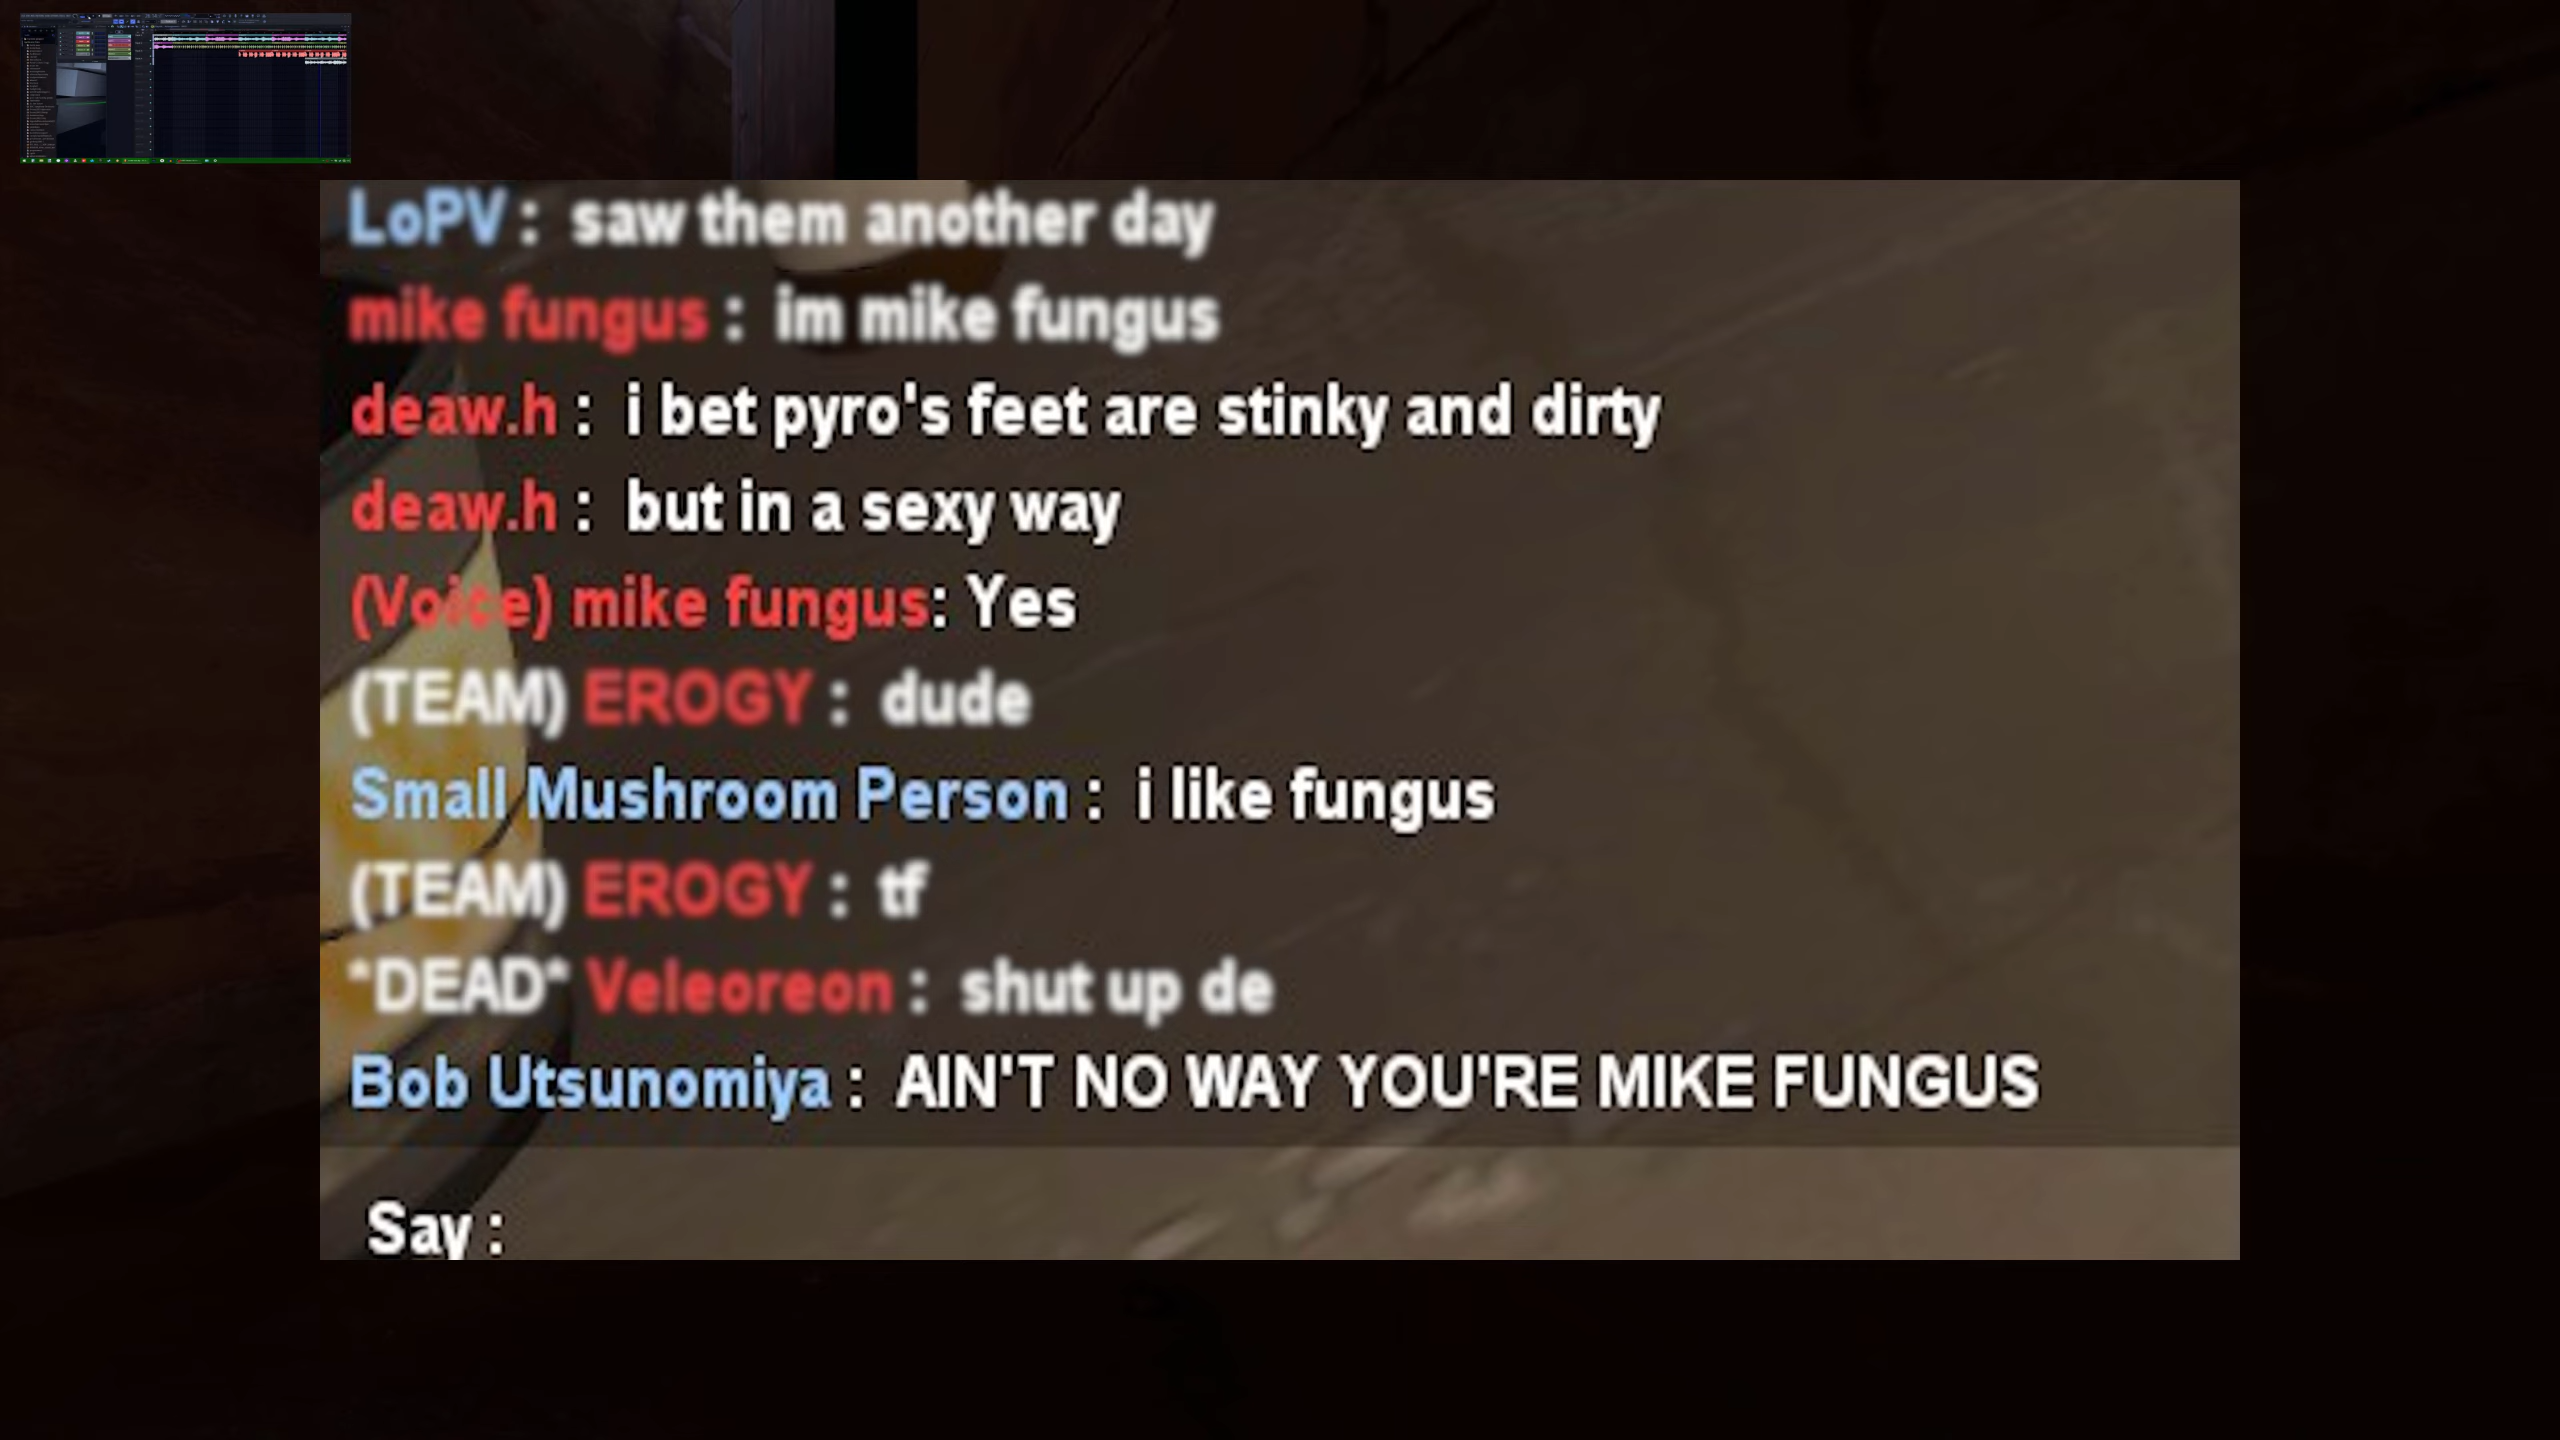 LoPV :  saw them another day
mike fungus :  im mike fungus
deaw.h :  i bet pyro's feet are stinky and dirty
deaw.h :  but in a sexy way
(Voice) mike fungus: Yes
(TEAM) EROGY :  dude
Small Mushroom Person :  i like fungus
(TEAM) EROGY :  tf
*DEAD* Veleoreon :  shut up de
Bob Utsunomiya :  AIN'T NO WAY YOU'RE MIKE FUNGUS
Say :